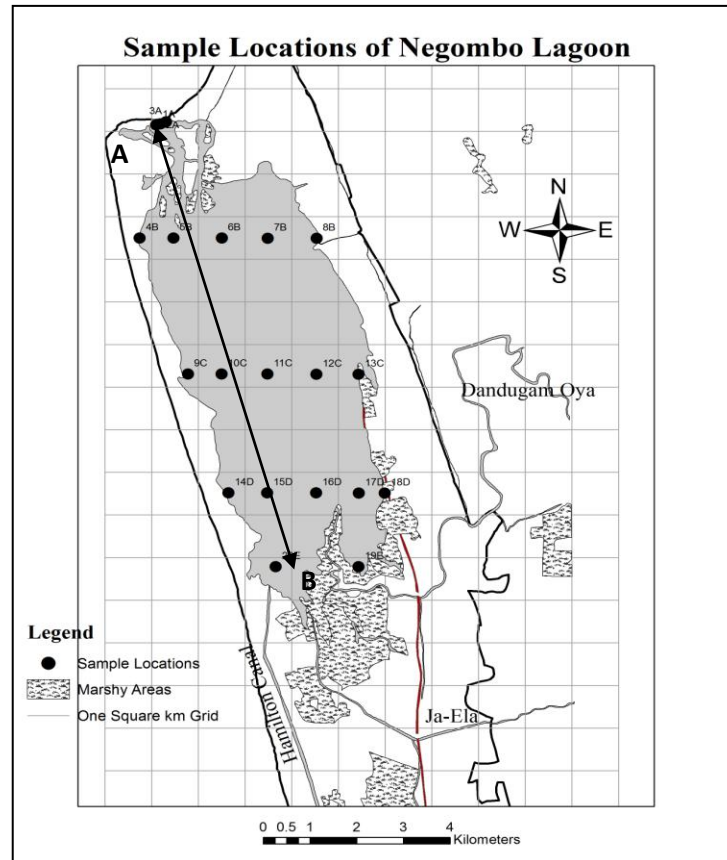 Sample Locations of Negombo Lagoon
3A
1A
A
N
W
E
S
4B
6B
7B
8B
9C
10C
11C
12C
13C
Dandugam Oya
14D
15D
16D
17D
18D
19E
B
Legend
Sample Locations
Marshy Areas
One Square km Grid
Hamilton Canal
Ja-Ela
0 0.5 1 2 3 4
Kilometers